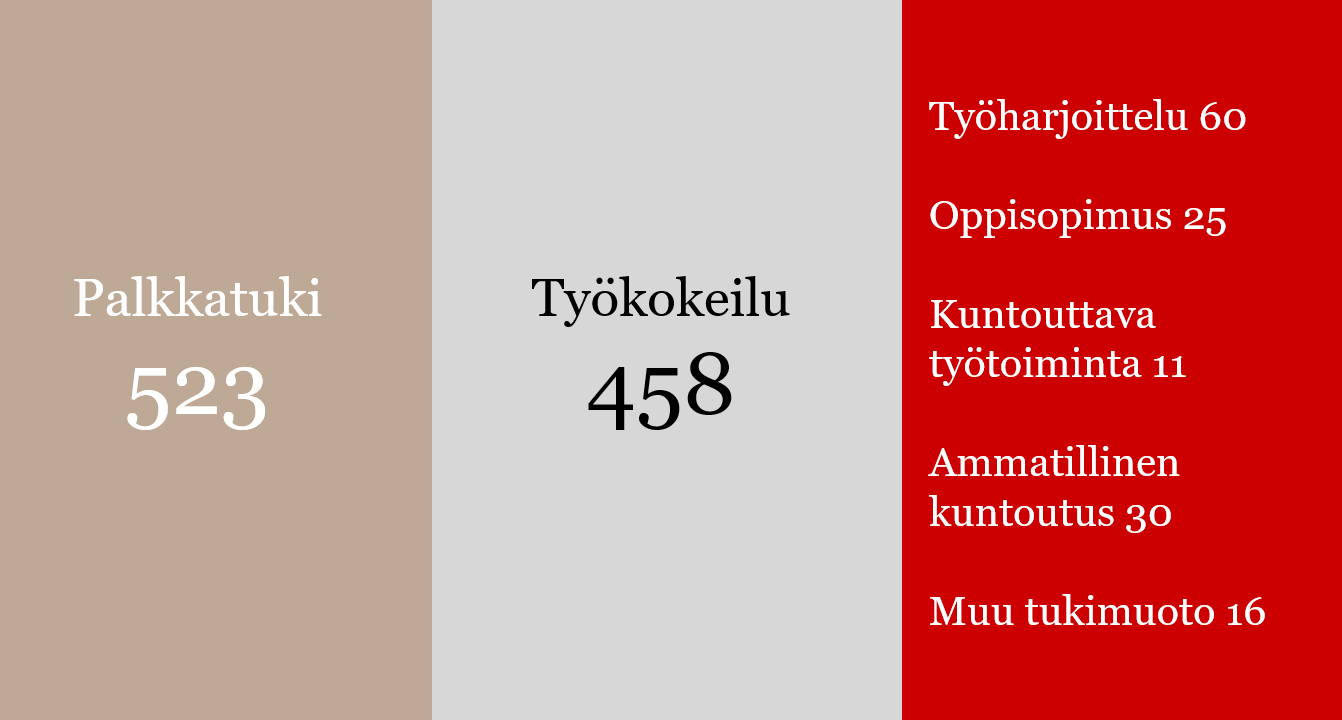 Palkkatuki
523
Työkokeilu
458
Työharjoittelu 60
Oppisopimus 25
Kuntouttava
työtoiminta 11
Ammatillinen
kuntoutus 30
Muu tukimuoto 16